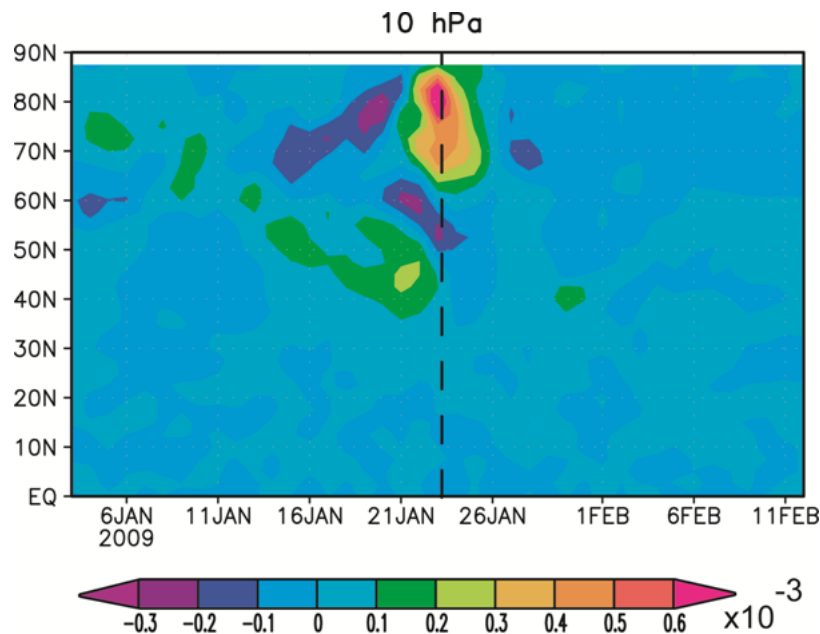 10 hPa
90N
80N
70N
60N
50N
40N
30N
20N
10N
EQ
6JAN 11JAN 16JAN 21JAN 26JAN 1FEB 6FEB 11FEB
2009
-0.3 -0.2 -0.1 0 0.1 0.2 0.3 0.4 0.5 0.6 x10 -3